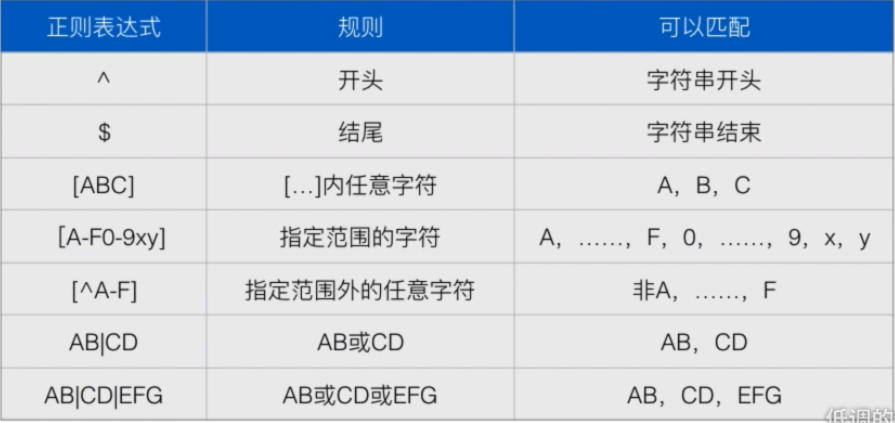 正则表达式 规则 可以匹配
^ 开头 字符串开头
$ 结尾 字符串结束
[ABC] [...]内任意字符 A，B，C
[A-F0-9xy] 指定范围的字符 A，……，F，0，……，9，x，y
[^A-F] 指定范围外的任意字符 非A，……，F
AB|CD AB或CD AB，CD
AB|CD|EFG AB或CD或EFG AB，CD，EFG
低调的